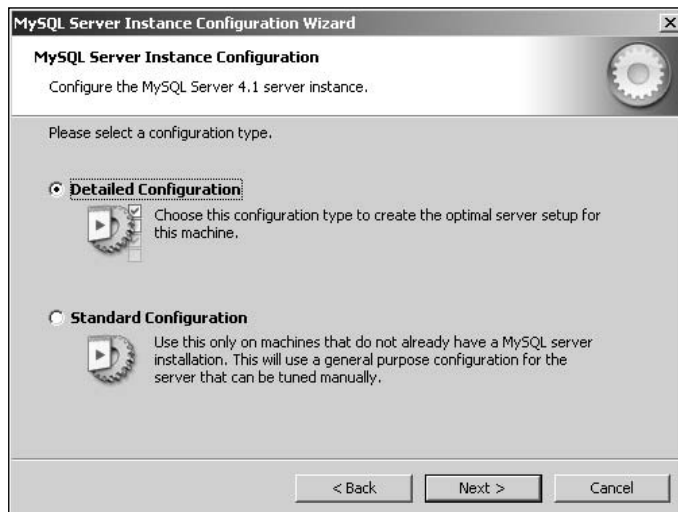 MySQL Server Instance Configuration Wizard
MySQL Server Instance Configuration
Configure the MySQL Server 4.1 server instance.
Please select a configuration type.
Detailed Configuration
Choose this configuration type to create the optimal server setup for
this machine.
Standard Configuration
Use this only on machines that do not already have a MySQL server
installation. This will use a general purpose configuration for the
server that can be tuned manually.
< Back Next > Cancel